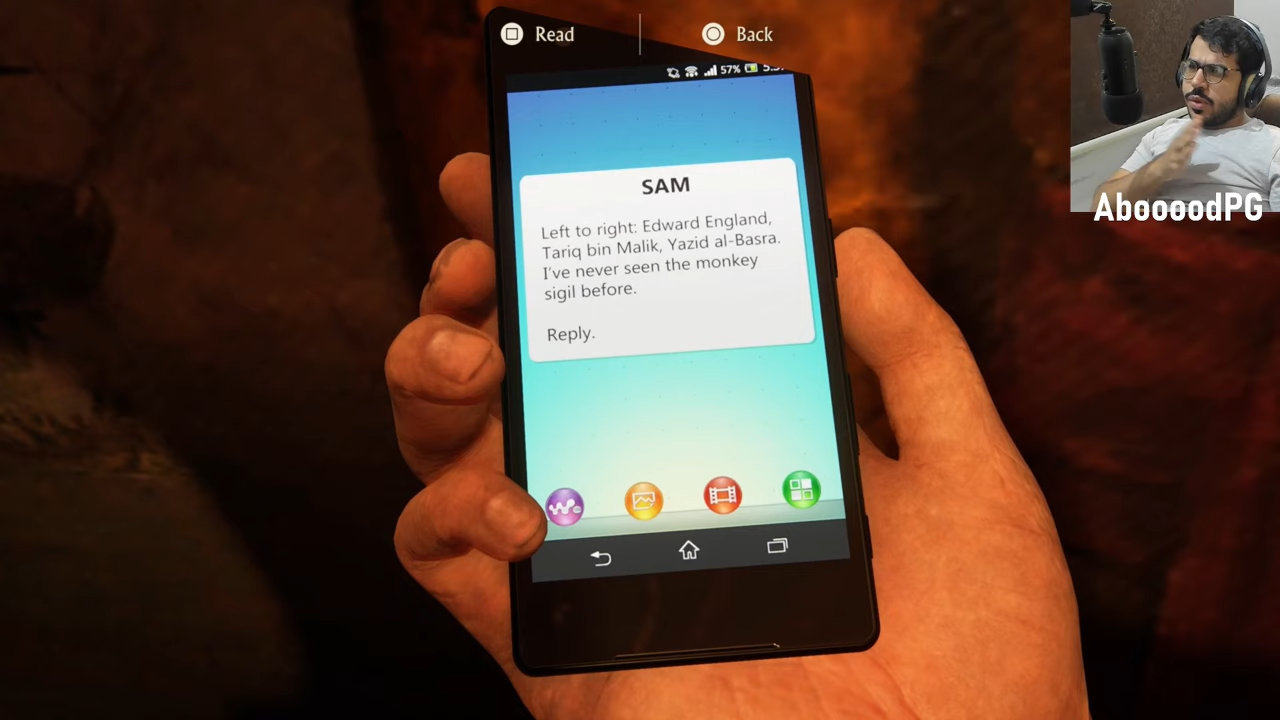 Read
Back
57%
SAM
Left to right: Edward England,
Tariq bin Malik, Yazid al-Basra.
I've never seen the monkey
sigil before.
Reply.
AboooodPG